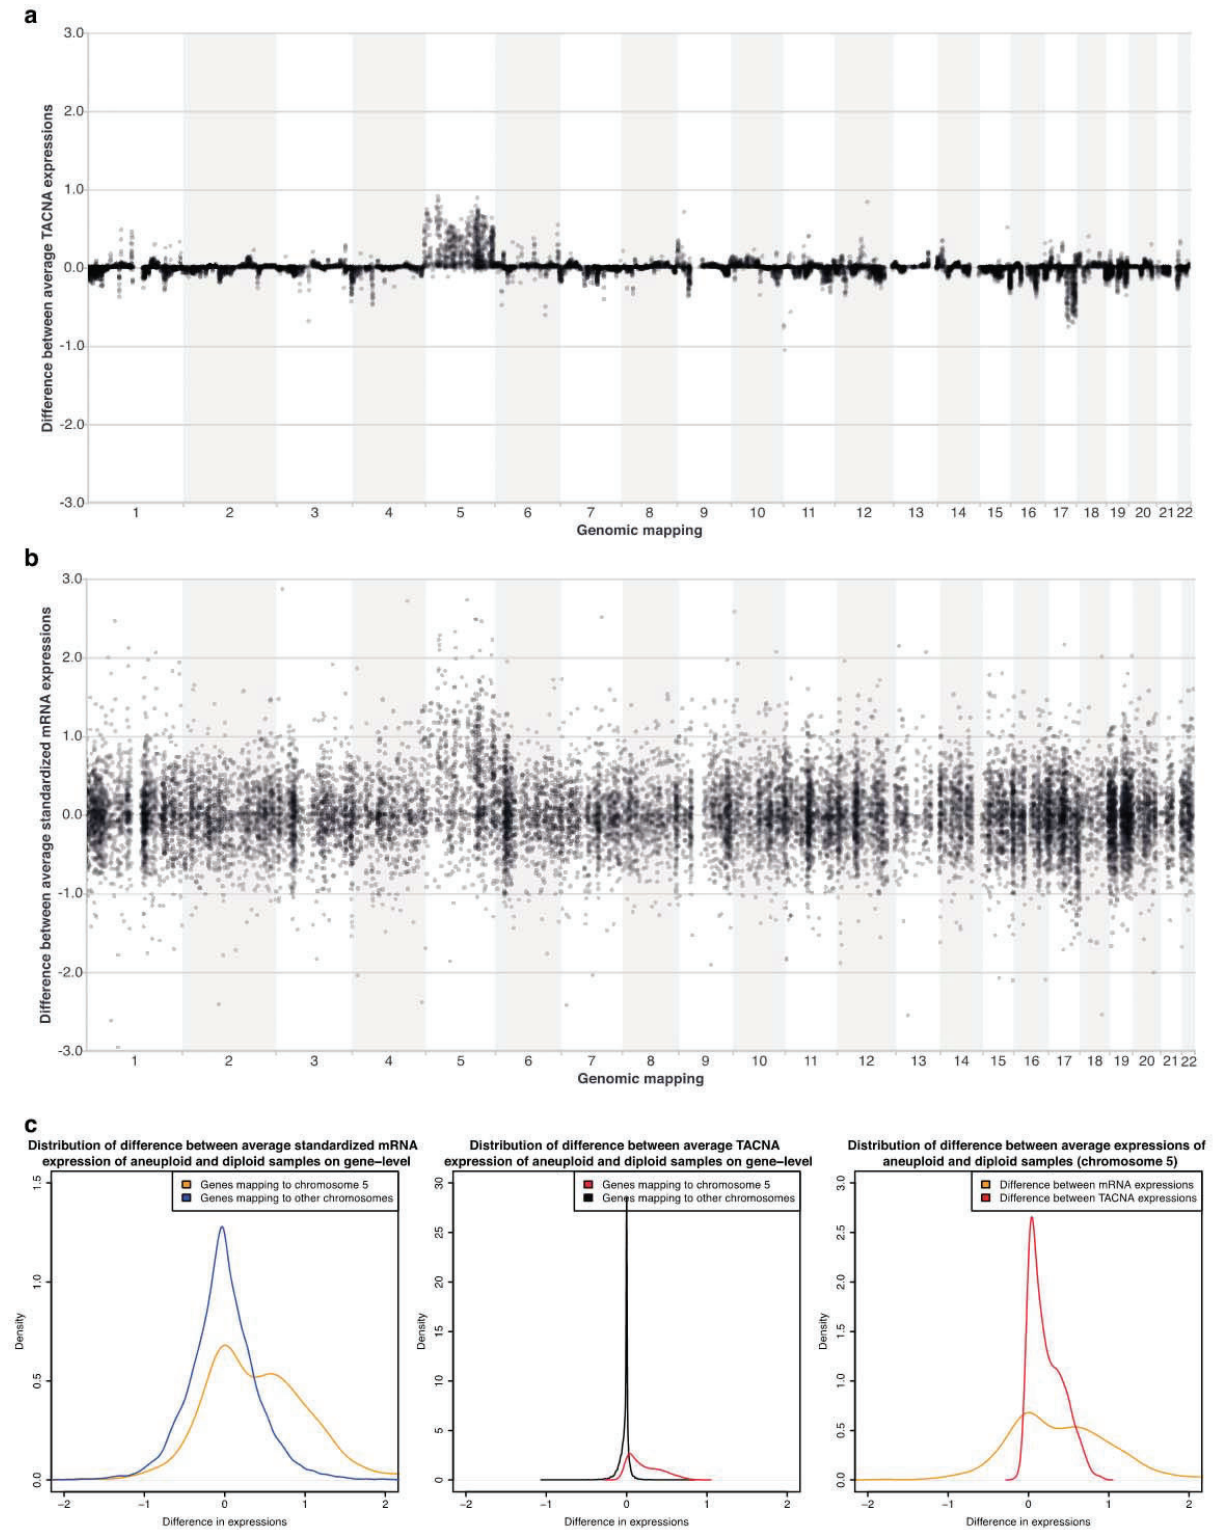 a
Difference between average TACNA expressions
3.0
2.0
1.0
0.0
-1.0
-2.0
-3.0
1 2 3 4 5 6 7 8 9 10 11 12 13 14 15 16 17 18 19 20 21 22
Genomic mapping
b
Difference between average standardized mRNA expressions
3.0
2.0
1.0
0.0
-1.0
-2.0
-3.0
1 2 3 4 5 6 7 8 9 10 11 12 13 14 15 16 17 18 19 20 21 22
Genomic mapping
c
Distribution of difference between average standardized mRNA
expression of aneuploid and diploid samples on gene–level
Genes mapping to chromosome 5
Genes mapping to other chromosomes
Density
1.5
1.0
0.5
0.0
−2 −1 0 1 2
Difference in expressions
Distribution of difference between average TACNA
expression of aneuploid and diploid samples on gene–level
Genes mapping to chromosome 5
Genes mapping to other chromosomes
Density
30
25
20
15
10
5
0
−2 −1 0 1 2
Difference in expressions
Distribution of difference between average expressions of
aneuploid and diploid samples (chromosome 5)
Difference between mRNA expressions
Difference between TACNA expressions
Density
3.0
2.5
2.0
1.5
1.0
0.5
0.0
−2 −1 0 1 2
Difference in expressions